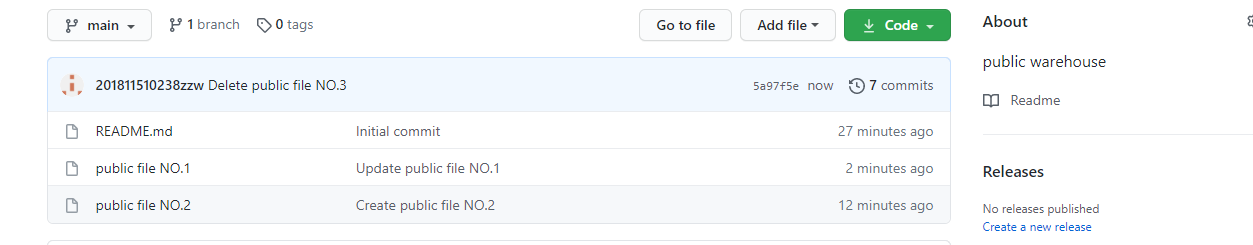 main 1 branch 0 tags Go to file Add file Code
201811510238zzw Delete public file NO.3 5a97f5e now 7 commits
README.md Initial commit 27 minutes ago
public file NO.1 Update public file NO.1 2 minutes ago
public file NO.2 Create public file NO.2 12 minutes ago
About
public warehouse
Readme
Releases
No releases published
Create a new release